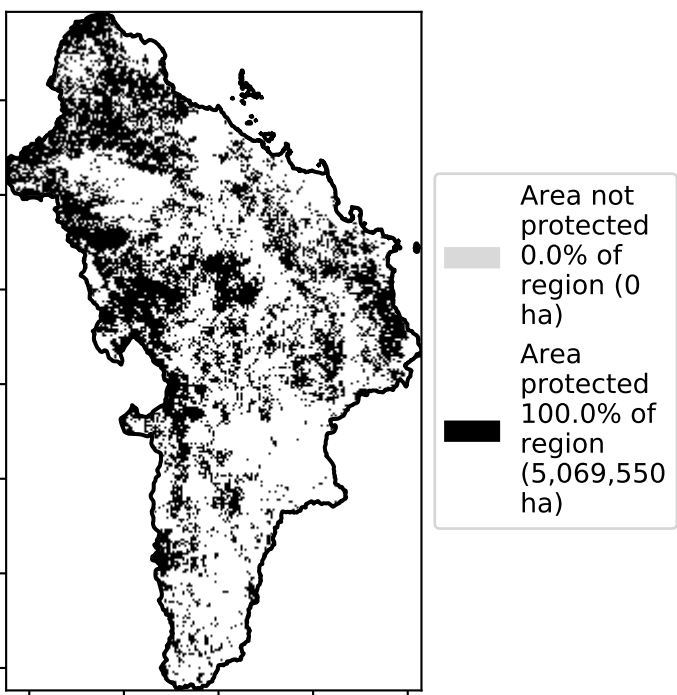 Area not
protected
0.0% of
region (0
ha)
Area
protected
100.0% of
region
(5,069,550
ha)